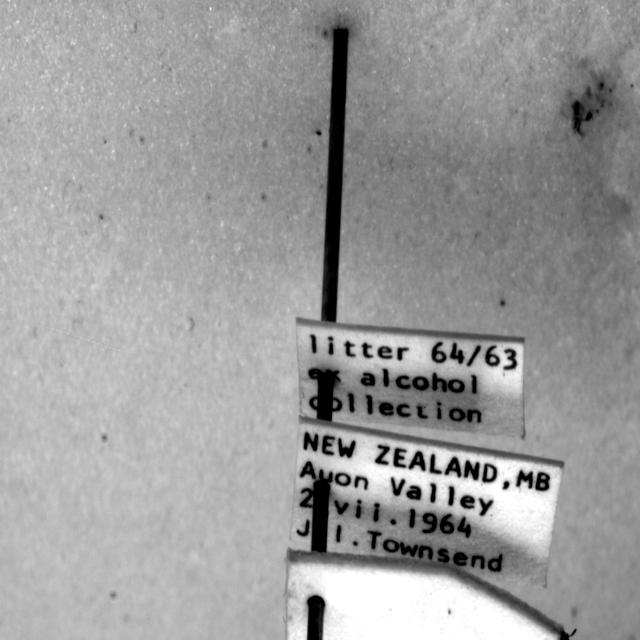 litter 64/63
ex alcohol
collection
NEW ZEALAND,MB
Avon Valley
vii.1964
Townsend